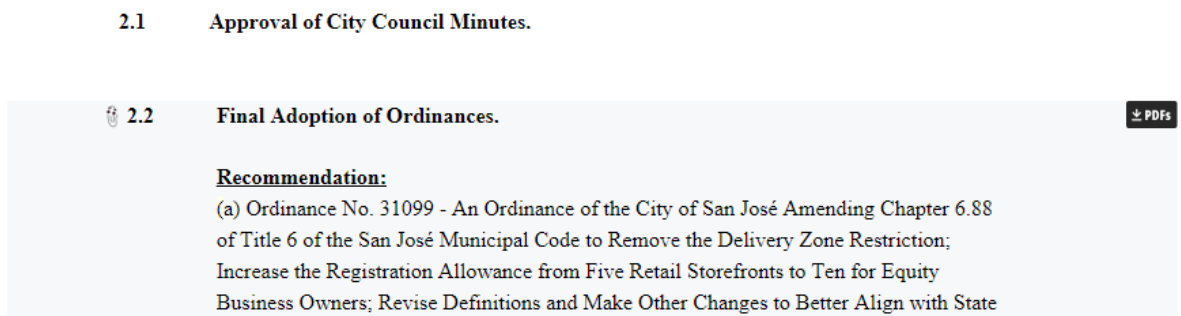 2.1 Approval of City Council Minutes.
2.2 Final Adoption of Ordinances.
PDFs
Recommendation:
(a) Ordinance No. 31099 - An Ordinance of the City of San José Amending Chapter 6.88
of Title 6 of the San José Municipal Code to Remove the Delivery Zone Restriction;
Increase the Registration Allowance from Five Retail Storefronts to Ten for Equity
Business Owners; Revise Definitions and Make Other Changes to Better Align with State